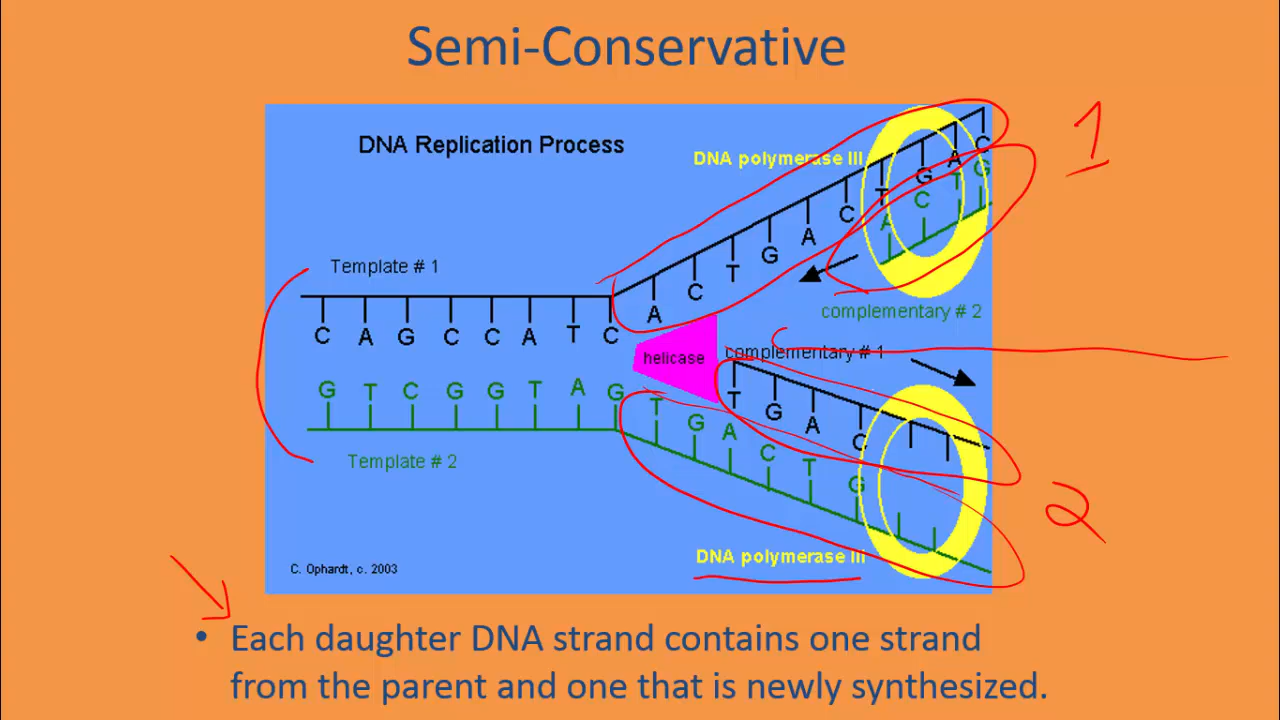 Semi-Conservative
DNA Replication Process
DNA polymerase III
1
C
A
G
T
C
A
G
T
C
A
G
T
C
A
Template # 1
complementary # 2
C A G C C A T C
helicase
complementary # 1
G T C G G T A G
T G A C
T G A C T G
Template # 2
2
DNA polymerase III
C. Ophardt, c. 2003
• Each daughter DNA strand contains one strand
from the parent and one that is newly synthesized.